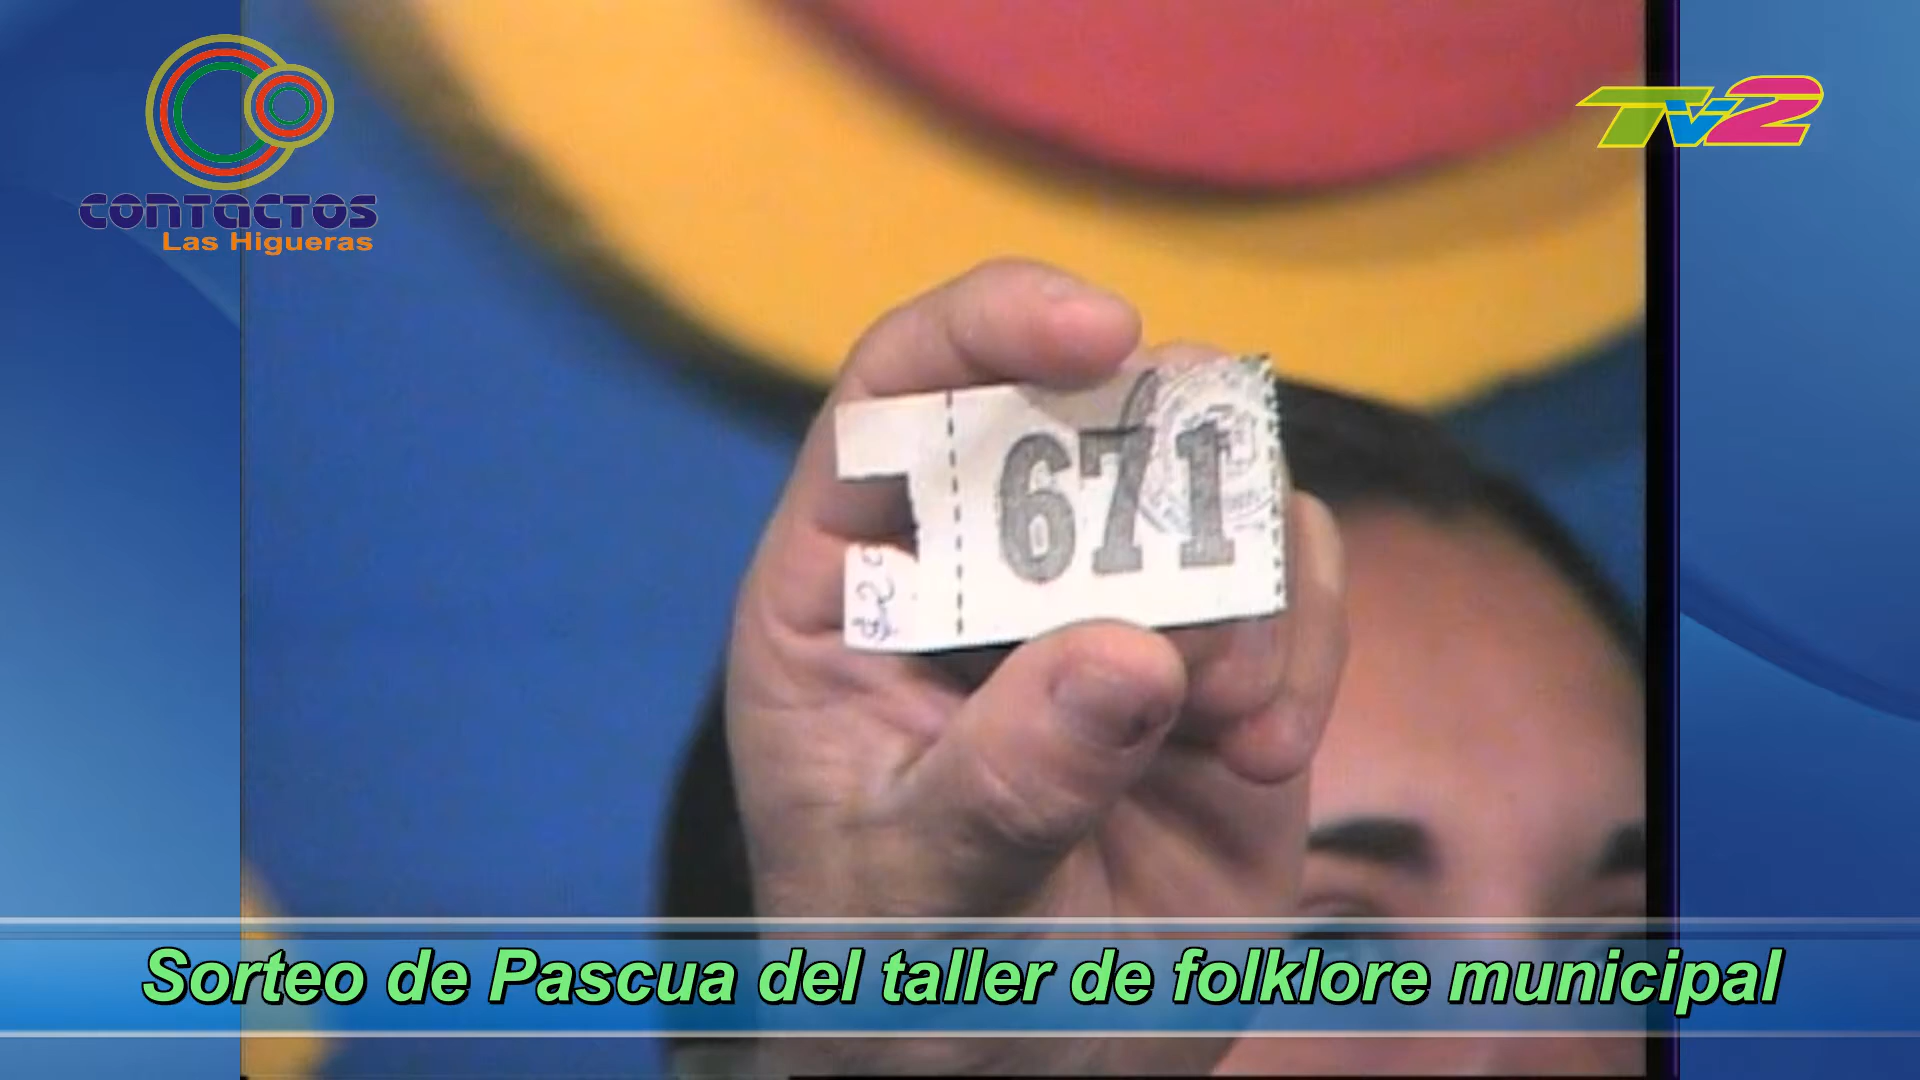 CONTACTOS
Las Higueras
TV2
671
Sorteo de Pascua del taller de folklore municipal